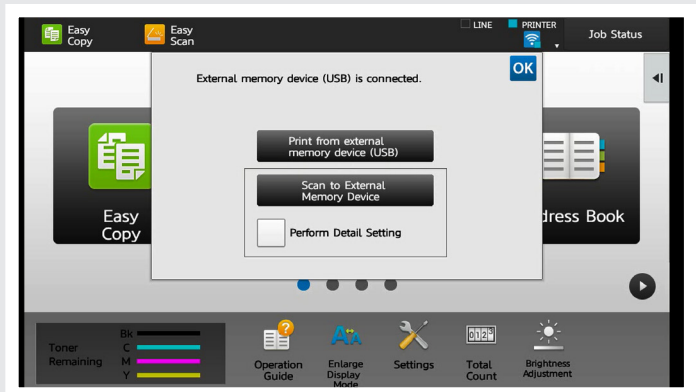 Easy
Copy
Easy
Scan
LINE
PRINTER
Job Status
External memory device (USB) is connected.
OK
Print from external
memory device (USB)
Scan to External
Memory Device
Perform Detail Setting
Easy
Copy
dress Book
Toner
Remaining
Bk
C
M
Y
Operation
Guide
Enlarge
Display
Mode
Settings
Total
Count
Brightness
Adjustment